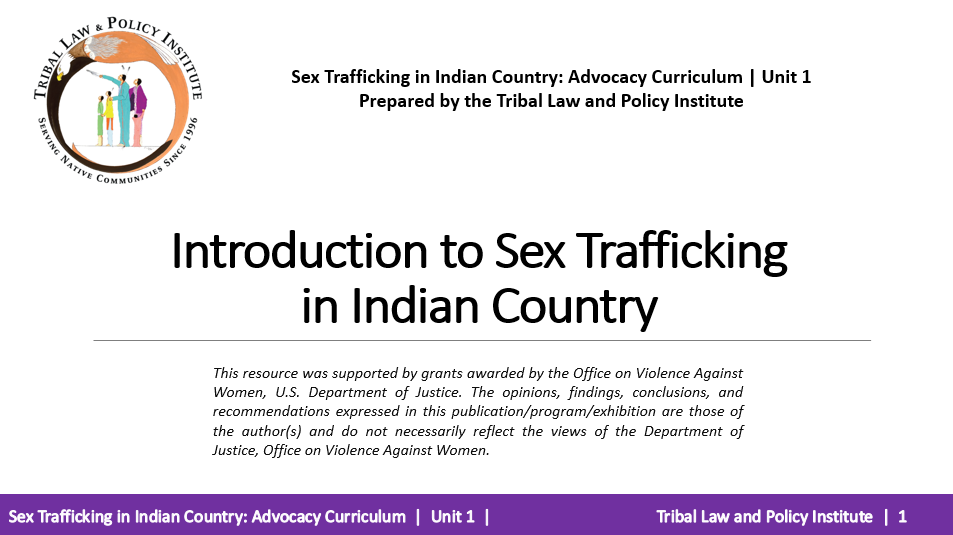 TRIBAL LAW & POLICY INSTITUTE
SERVING NATIVE COMMUNITIES SINCE 1996
Sex Trafficking in Indian Country: Advocacy Curriculum | Unit 1
Prepared by the Tribal Law and Policy Institute
Introduction to Sex Trafficking
in Indian Country
This resource was supported by grants awarded by the Office on Violence Against
Women, U.S. Department of Justice. The opinions, findings, conclusions, and
recommendations expressed in this publication/program/exhibition are those of
the author(s) and do not necessarily reflect the views of the Department of
Justice, Office on Violence Against Women.
Sex Trafficking in Indian Country: Advocacy Curriculum | Unit 1 | Tribal Law and Policy Institute | 1